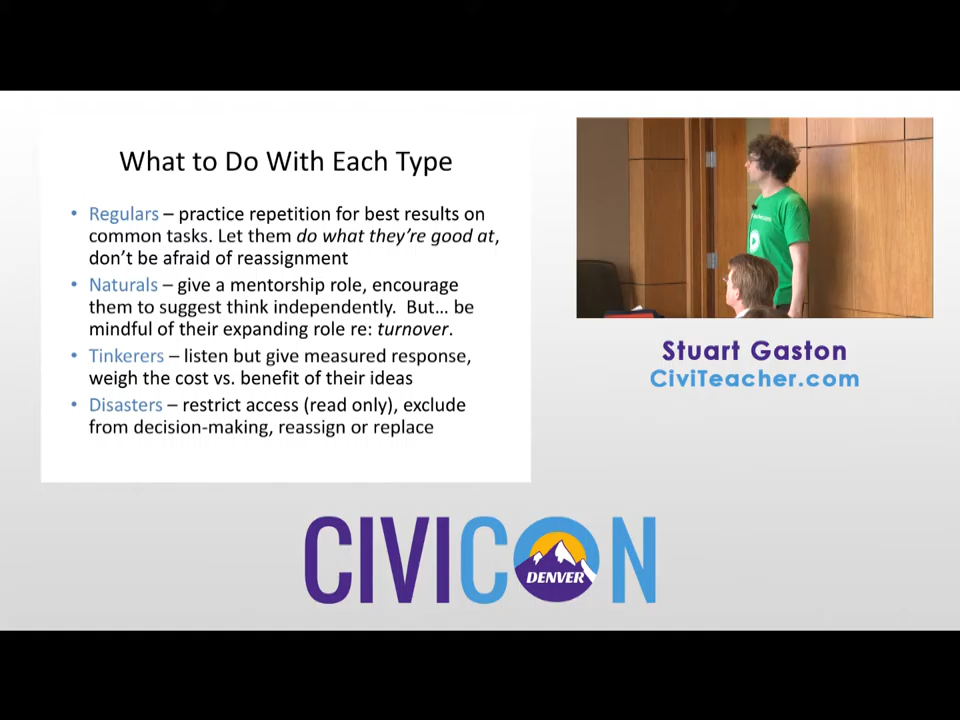 What to Do With Each Type
• Regulars – practice repetition for best results on
common tasks. Let them do what they're good at,
don't be afraid of reassignment
• Naturals – give a mentorship role, encourage
them to suggest think independently.  But… be
mindful of their expanding role re: turnover.
• Tinkerers – listen but give measured response,
weigh the cost vs. benefit of their ideas
• Disasters – restrict access (read only), exclude
from decision-making, reassign or replace
Stuart Gaston
CiviTeacher.com
CIVICON
DENVER